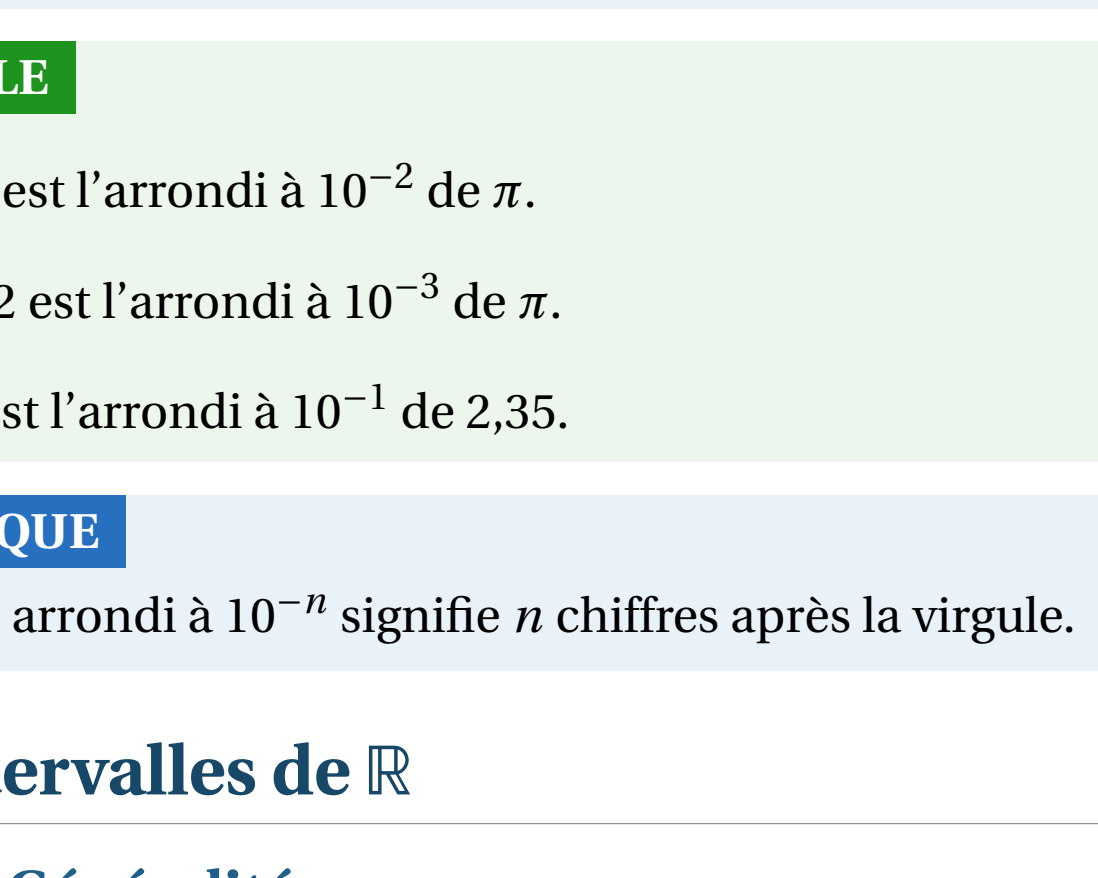 LE
est l'arrondi à 10⁻² de π.
2 est l'arrondi à 10⁻³ de π.
st l'arrondi à 10⁻¹ de 2,35.
QUE
arrondi à 10⁻ⁿ signifie n chiffres après la virgule.
ervalles de ℝ